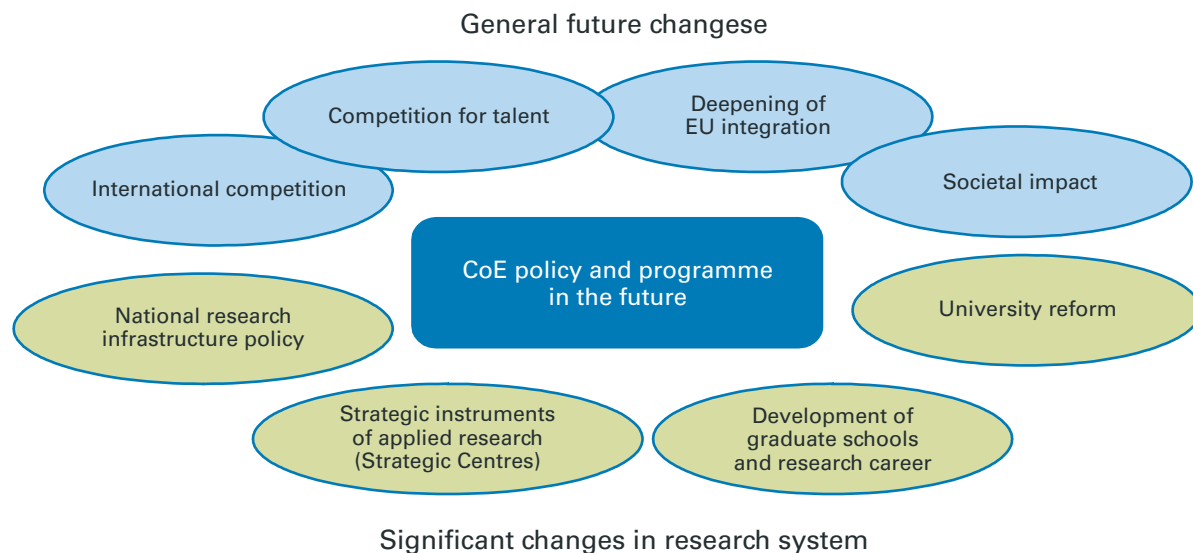 General future changese
Competition for talent
Deepening of
EU integration
International competition
Societal impact
CoE policy and programme
in the future
National research
infrastructure policy
University reform
Strategic instruments
of applied research
(Strategic Centres)
Development of
graduate schools
and research career
Significant changes in research system